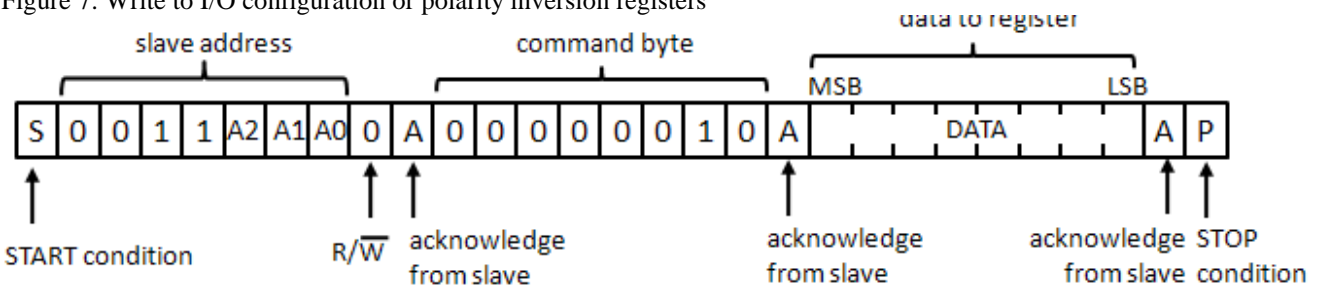 Figure 7. Write to I/O configuration or polarity inversion registers
slave address
command byte
data to register
MSB
LSB
S 0 0 1 1 A2 A1 A0 0 A 0 0 0 0 0 0 1 0 A DATA A P
START condition
R/W̅
acknowledge
from slave
acknowledge
from slave
acknowledge
from slave
STOP
condition